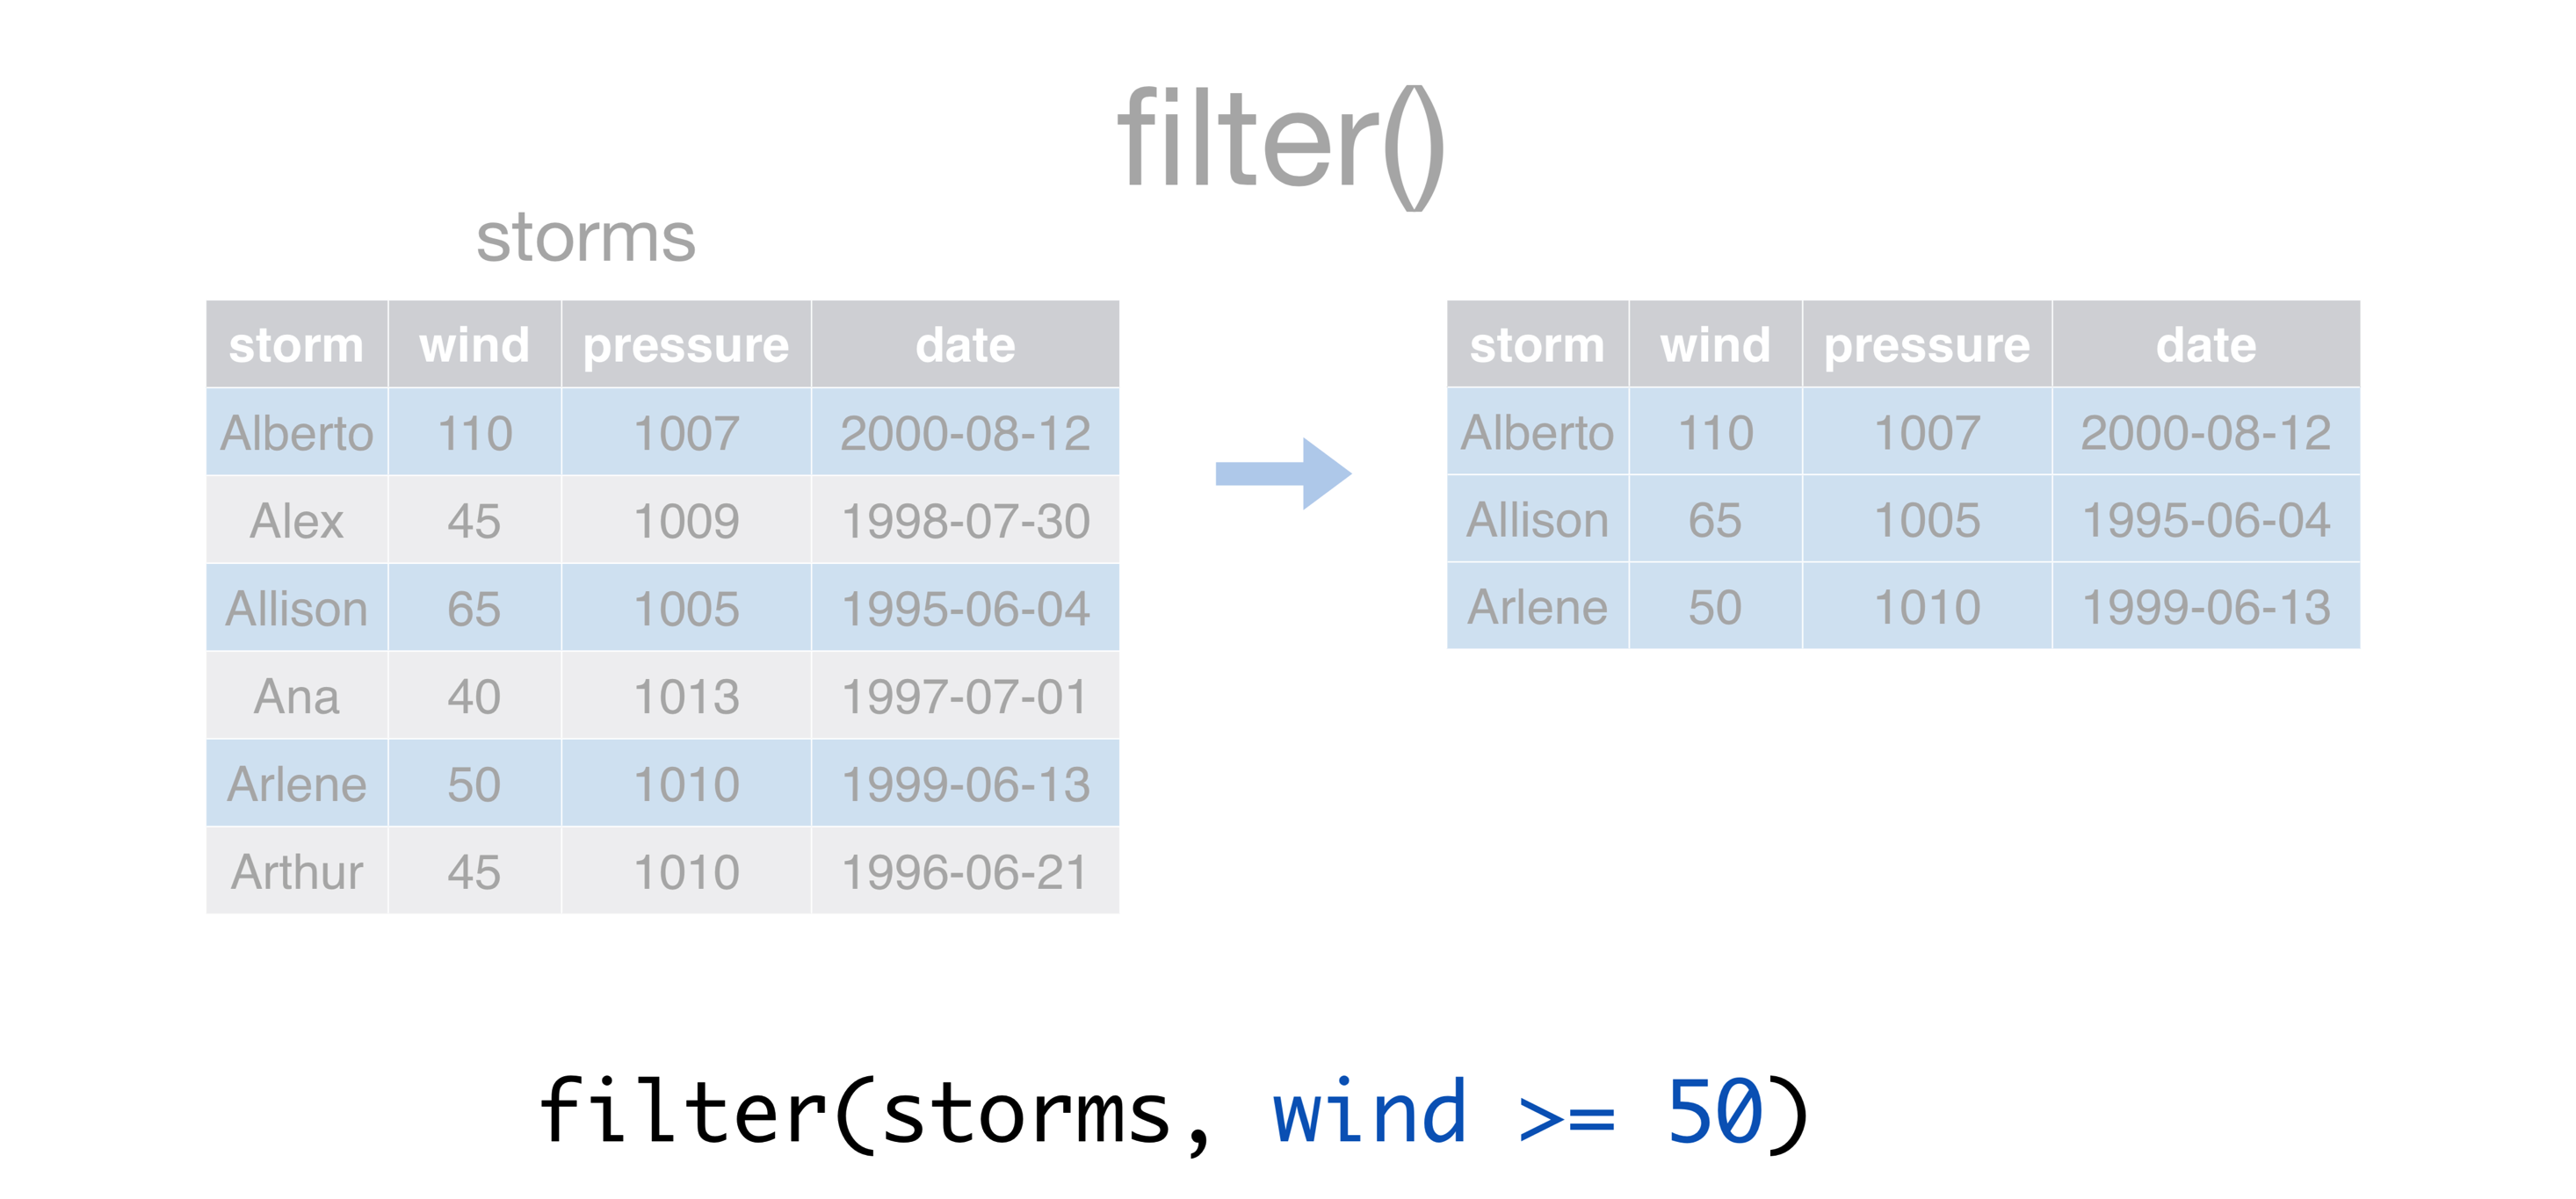 filter()
storms
storm wind pressure date
Alberto 110 1007 2000-08-12
Alex 45 1009 1998-07-30
Allison 65 1005 1995-06-04
Ana 40 1013 1997-07-01
Arlene 50 1010 1999-06-13
Arthur 45 1010 1996-06-21
storm wind pressure date
Alberto 110 1007 2000-08-12
Allison 65 1005 1995-06-04
Arlene 50 1010 1999-06-13
filter(storms, wind >= 50)